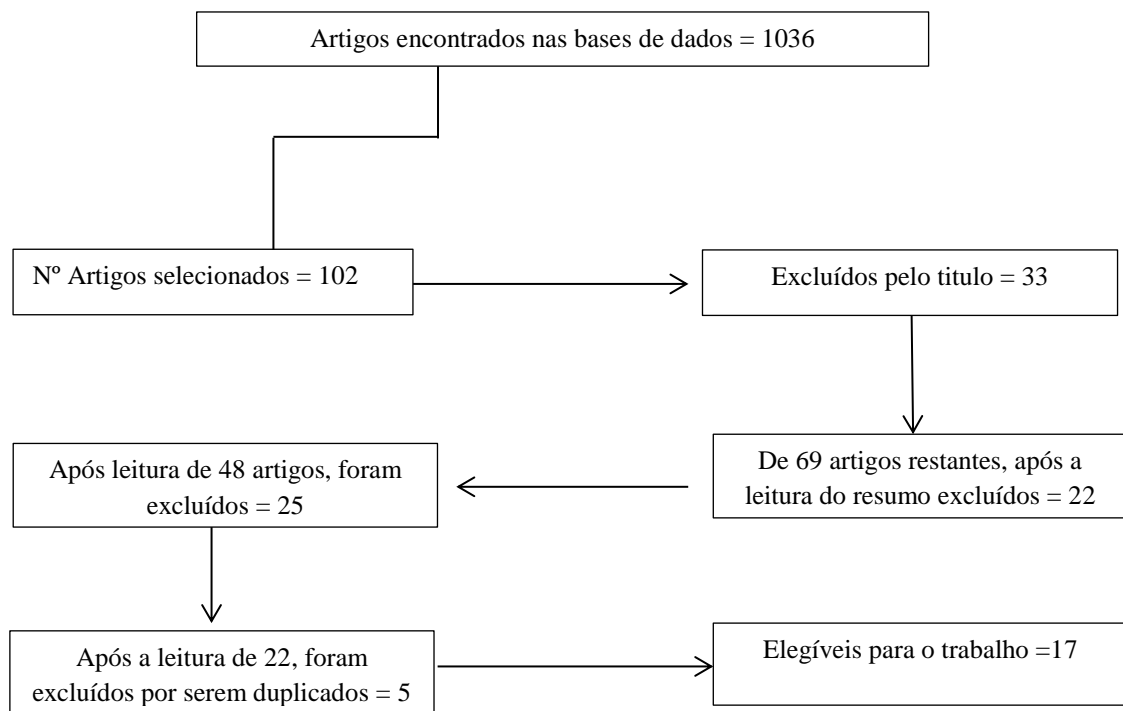 Artigos encontrados nas bases de dados = 1036
Nº Artigos selecionados = 102
Excluídos pelo titulo = 33
De 69 artigos restantes, após a
leitura do resumo excluídos = 22
Após leitura de 48 artigos, foram
excluídos = 25
Após a leitura de 22, foram
excluídos por serem duplicados = 5
Elegíveis para o trabalho =17